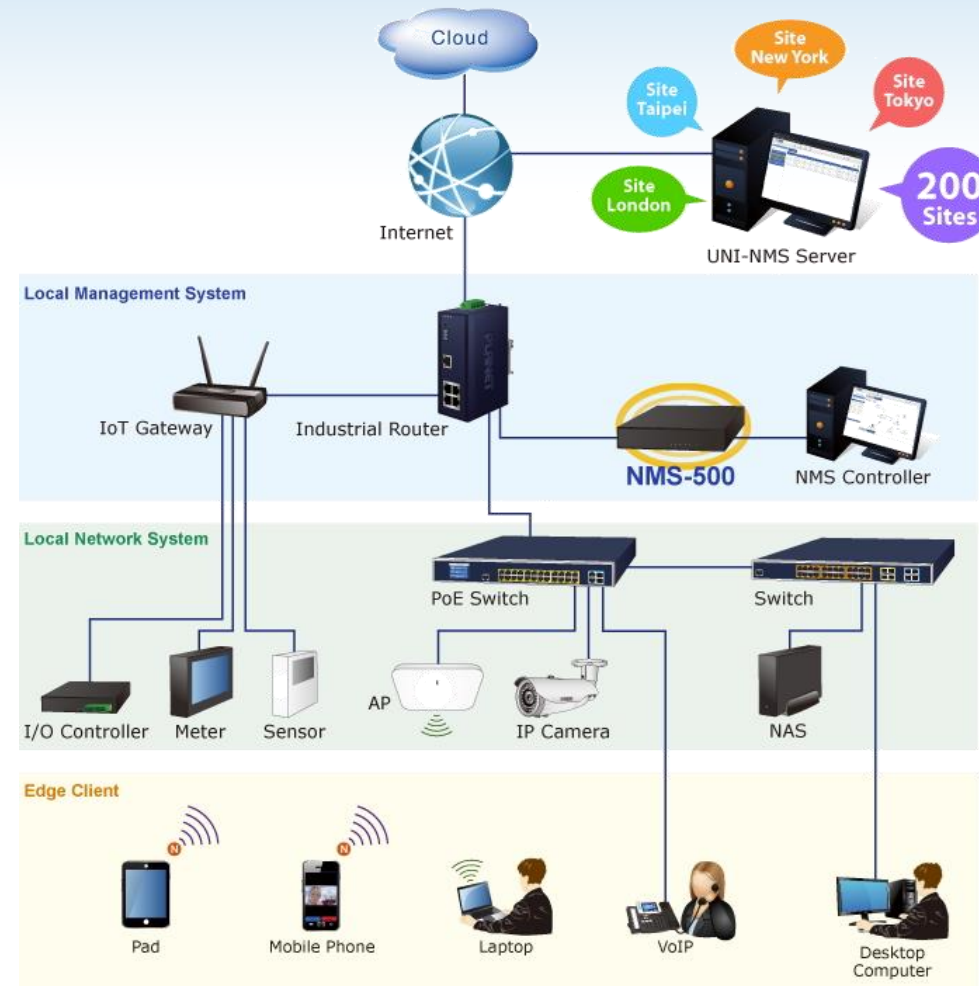 Cloud
Site
New York
Site
Taipei
Site
Tokyo
Site
London
200
Sites
Internet
UNI-NMS Server
Local Management System
PLANET
IoT Gateway
Industrial Router
NMS-500
NMS Controller
Local Network System
PoE Switch
Switch
AP
I/O Controller
Meter
Sensor
IP Camera
NAS
Edge Client
N
N
Pad
Mobile Phone
Laptop
VoIP
Desktop
Computer